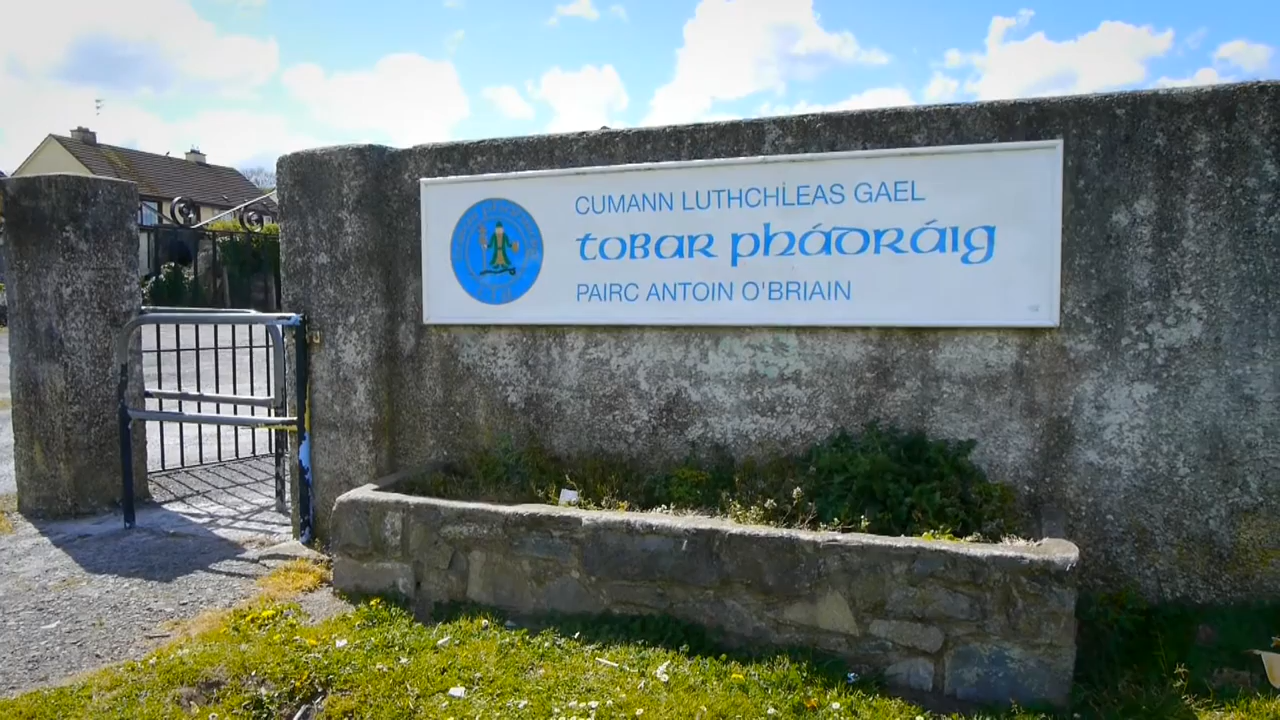 CUMANN LUTHCHLEAS GAEL
toBAR pháDRÁIG
PAIRC ANTOIN O'BRIAIN